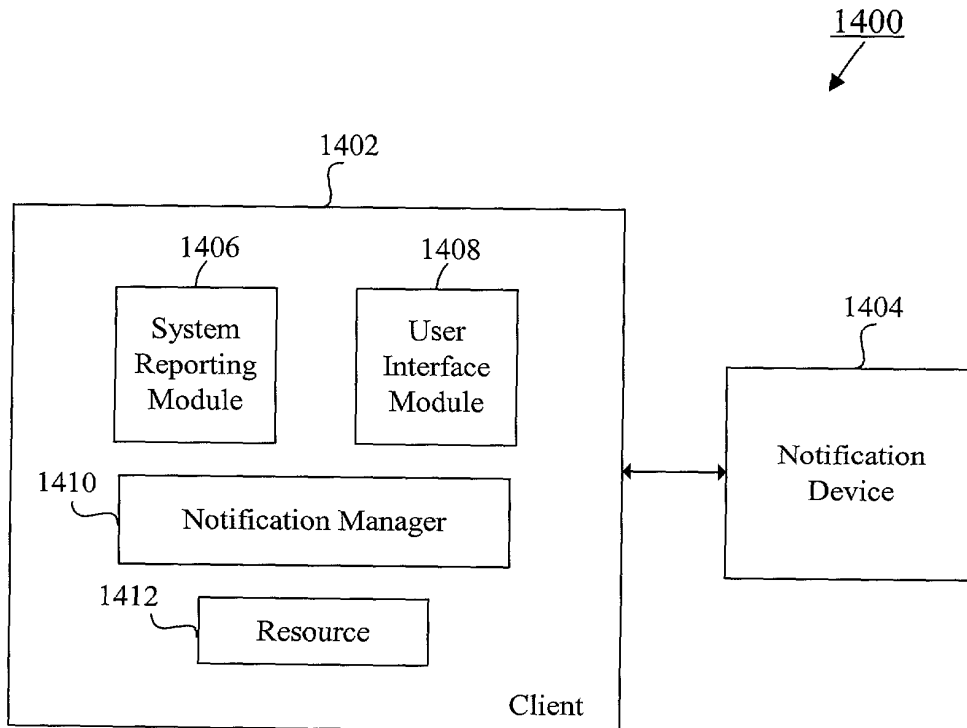 1400
1402
1406
1408
System
Reporting
Module
User
Interface
Module
1404
Notification
Device
1410
Notification Manager
1412
Resource
Client